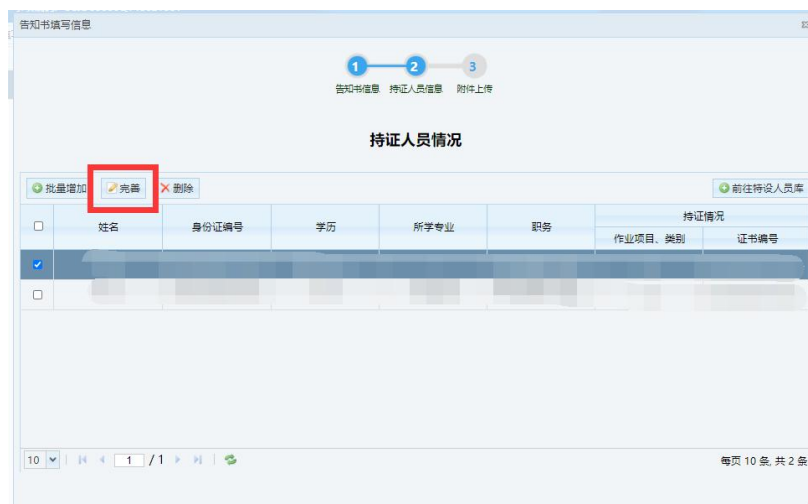 告知书填写信息
1 2 3
告知书信息 持证人员信息 附件上传
持证人员情况
批量增加 完善 删除 前往特设人员库
姓名 身份证编号 学历 所学专业 职务 持证情况
作业项目、类别 证书编号
10 1 / 1 每页 10 条, 共 2 条